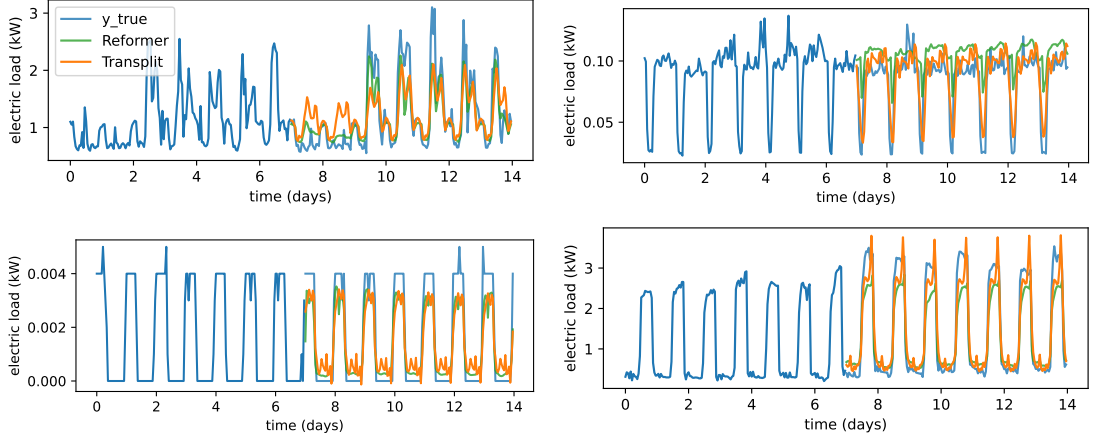 3
2
1
electric load (kW)
y_true
Reformer
Transplit
0 2 4 6 8 10 12 14
time (days)
0.10
0.05
electric load (kW)
0 2 4 6 8 10 12 14
time (days)
0.004
0.002
0.000
electric load (kW)
0 2 4 6 8 10 12 14
time (days)
3
2
1
electric load (kW)
0 2 4 6 8 10 12 14
time (days)